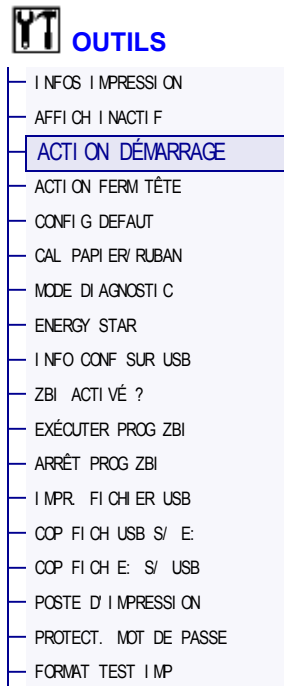 OUTILS
INFOS IMPRESSION
AFFICH INACTIF
ACTION DÉMARRAGE
ACTION FERM TÊTE
CONFIG DEFAUT
CAL PAPIER/RUBAN
MODE DIAGNOSTIC
ENERGY STAR
INFO CONF SUR USB
ZBI ACTIVÉ ?
EXÉCUTER PROG ZBI
ARRÊT PROG ZBI
IMPR. FICHIER USB
COP FICH USB S/ E:
COP FICH E: S/ USB
POSTE D'IMPRESSION
PROTECT. MOT DE PASSE
FORMAT TEST IMP